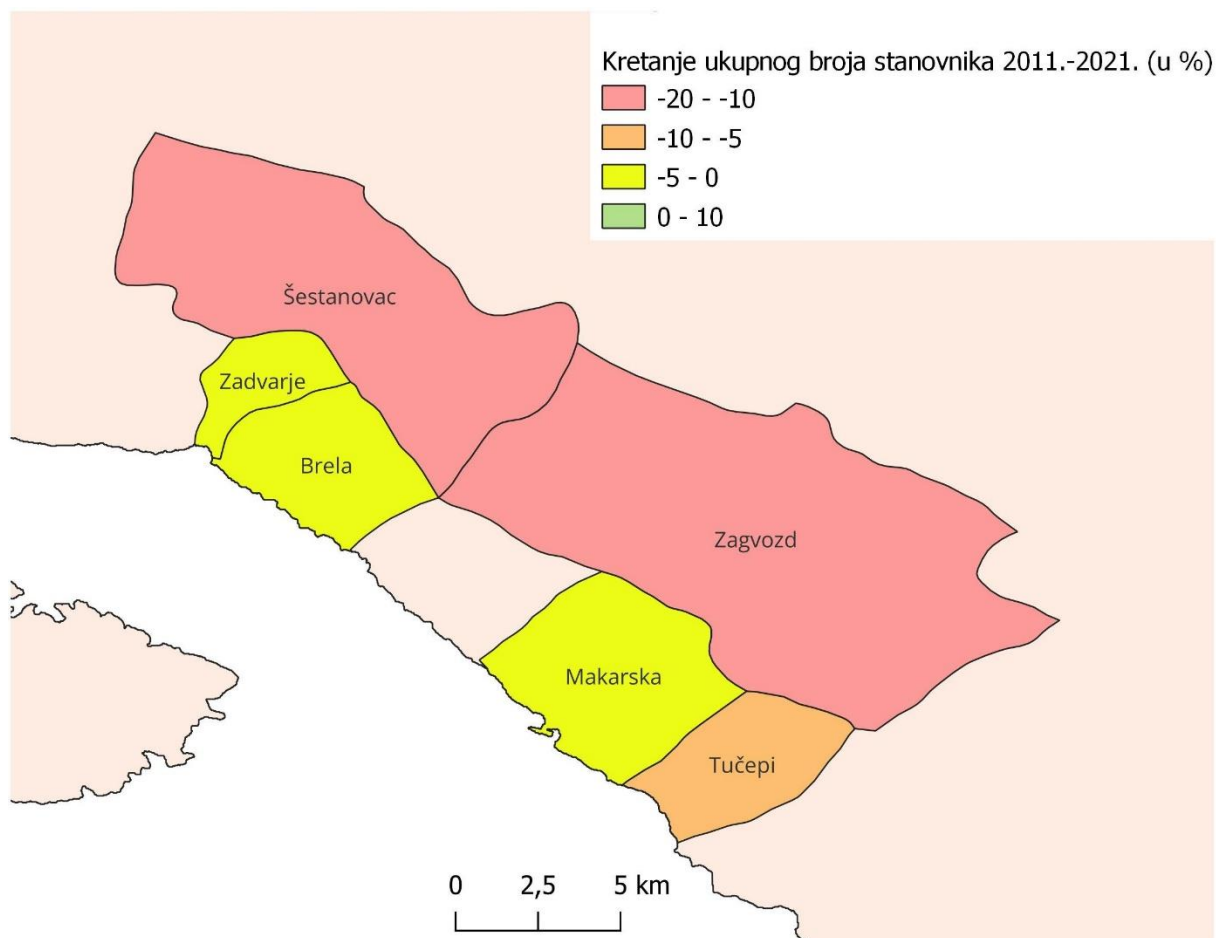 Kretanje ukupnog broja stanovnika 2011.-2021. (u %)
-20 - -10
-10 - -5
-5 - 0
0 - 10
Šestanovac
Zadvarje
Brela
Zagvozd
Makarska
Tučepi
0 2,5 5 km